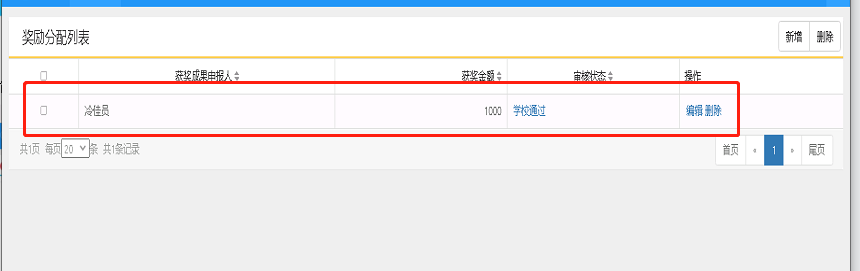 奖励分配列表
新增 删除
获奖成果申报人 获奖金额 审核状态 操作
冷佳员 1000 学校通过 编辑 删除
共1页 每页 20 条 共1条记录
首页 « 1 » 尾页